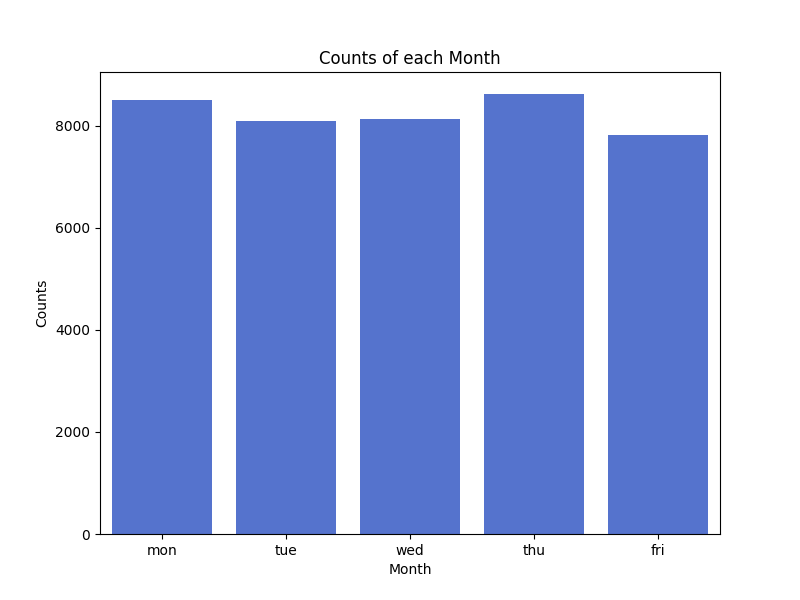 Counts of each Month
8000
6000
4000
2000
0
Counts
mon tue wed thu fri
Month